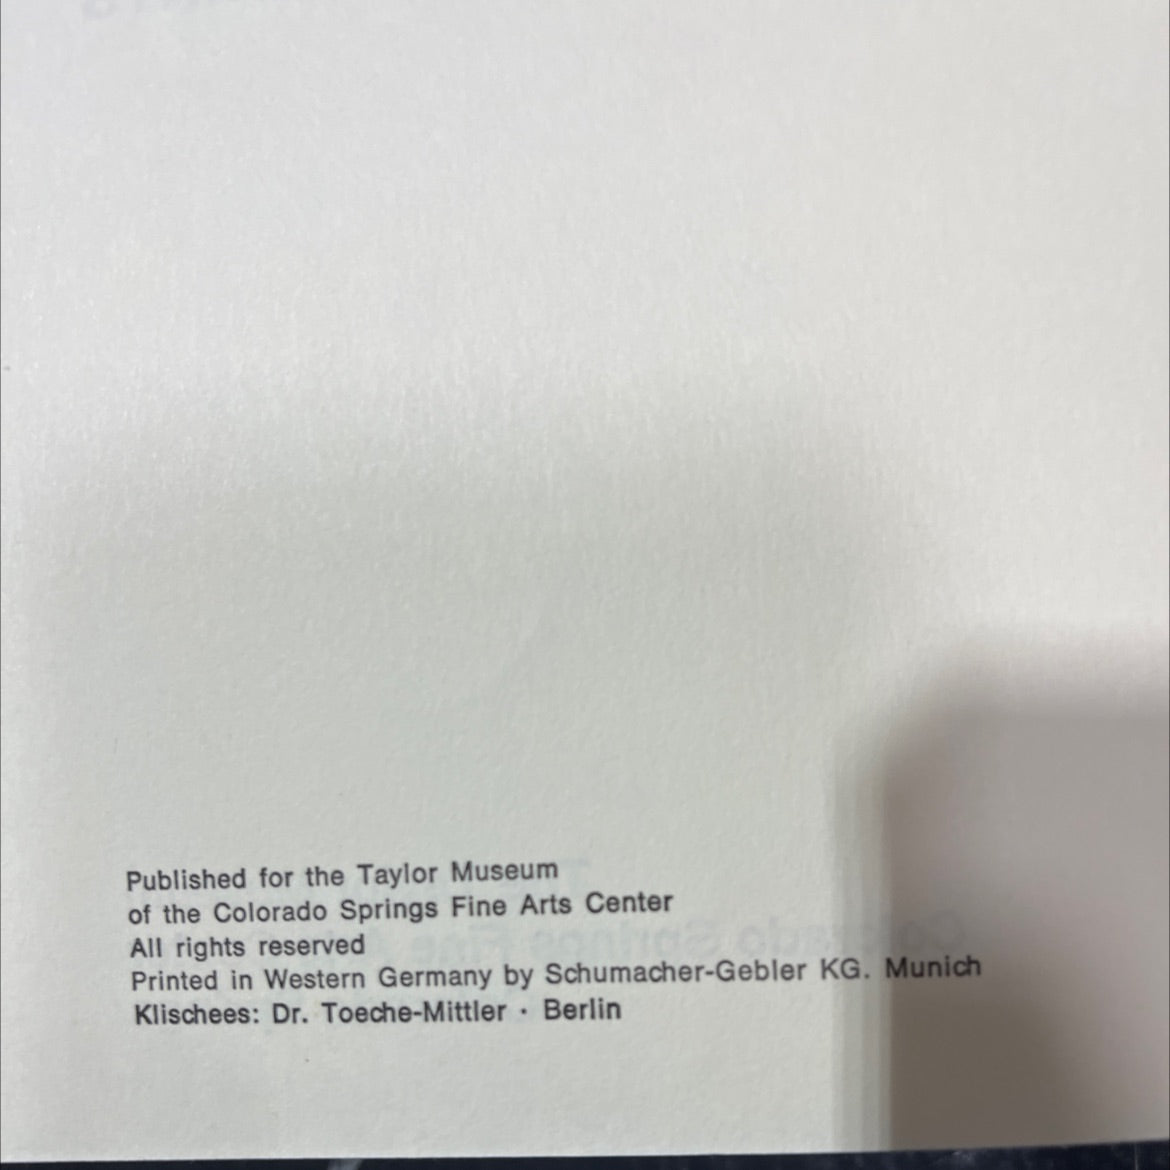 Published for the Taylor Museum
of the Colorado Springs Fine Arts Center
All rights reserved
Printed in Western Germany by Schumacher-Gebler KG. Munich
Klischees: Dr. Toeche-Mittler · Berlin